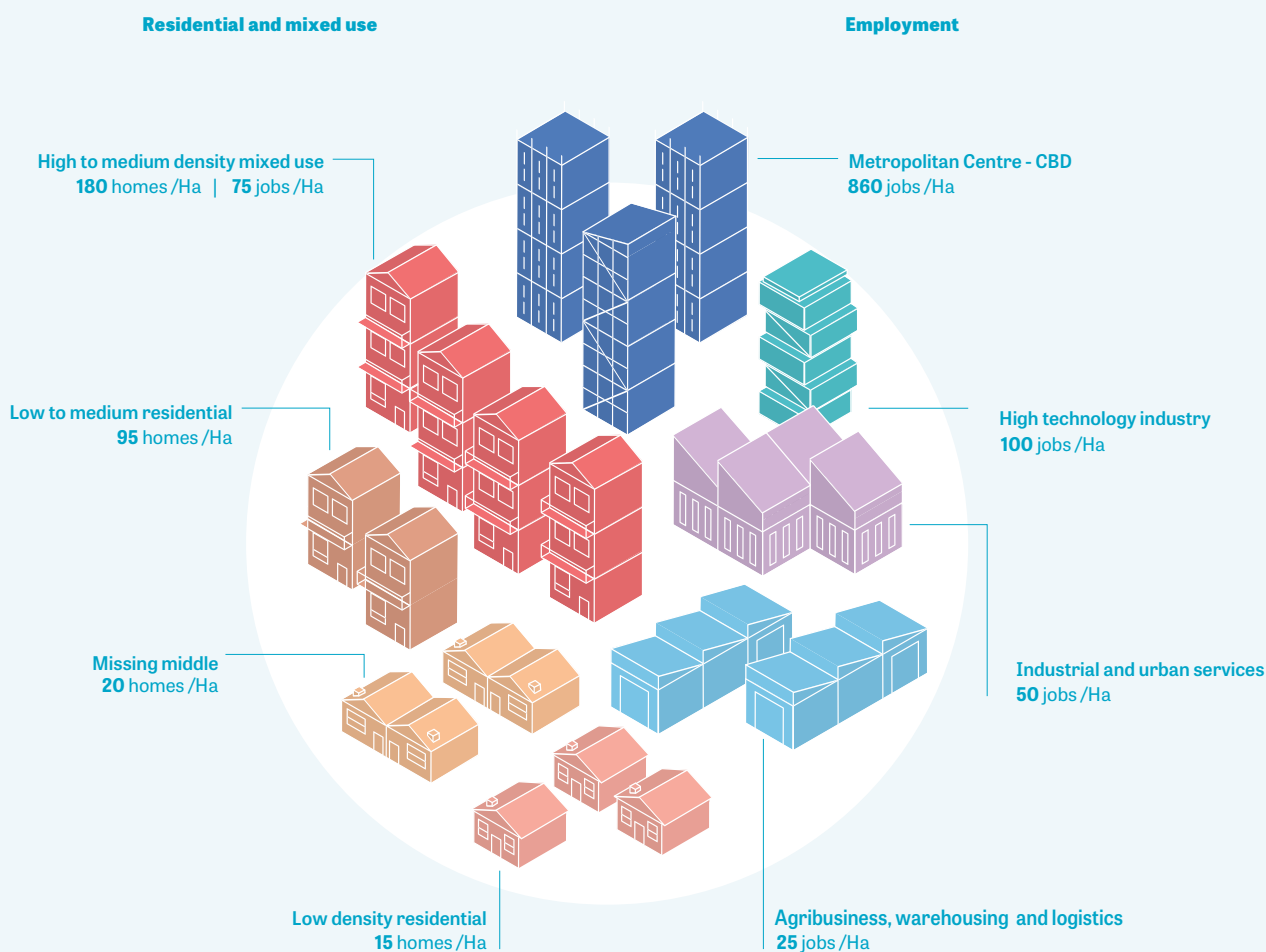 Residential and mixed use
Employment
High to medium density mixed use
180 homes /Ha | 75 jobs /Ha
Metropolitan Centre - CBD
860 jobs /Ha
Low to medium residential
95 homes /Ha
High technology industry
100 jobs /Ha
Missing middle
20 homes /Ha
Industrial and urban services
50 jobs /Ha
Low density residential
15 homes /Ha
Agribusiness, warehousing and logistics
25 jobs /Ha